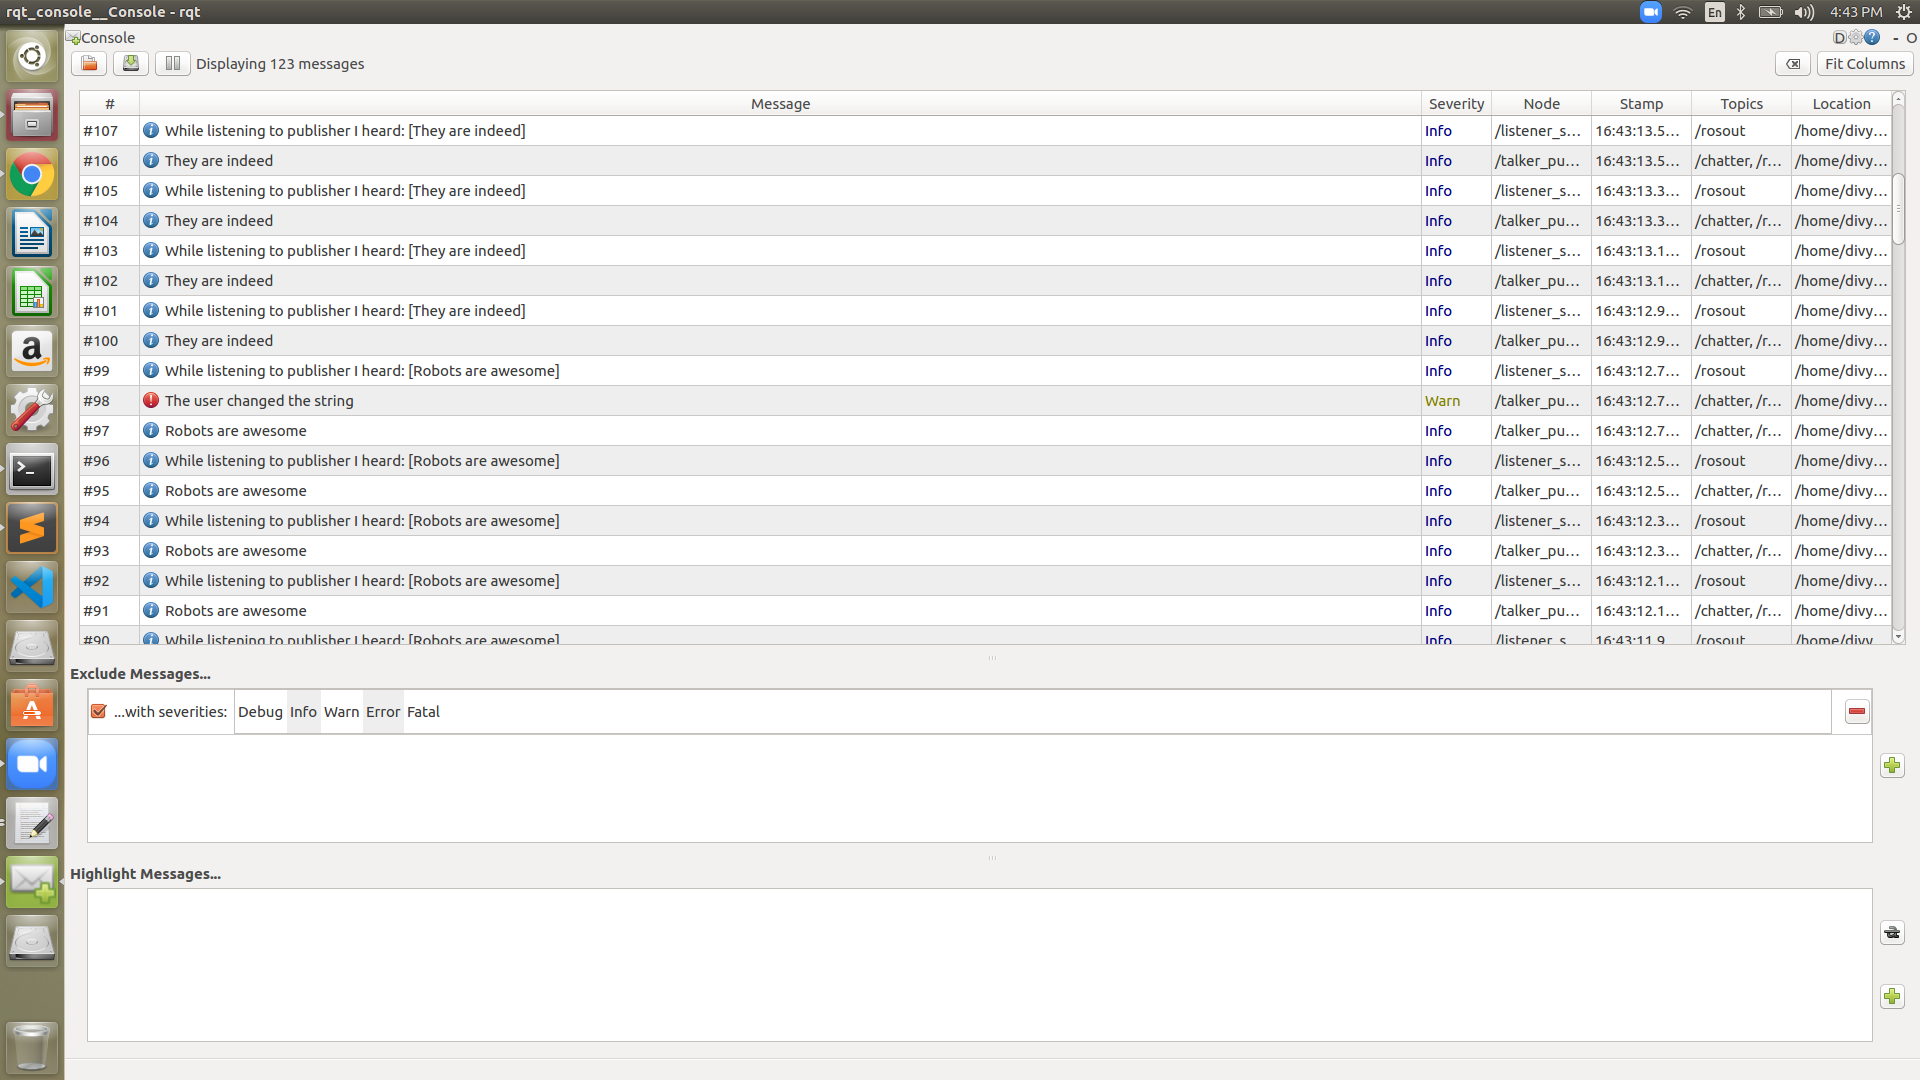 rqt_console__Console - rqt En 4:43 PM
Console D - O
Displaying 123 messages Fit Columns
# Message Severity Node Stamp Topics Location
#107 While listening to publisher I heard: [They are indeed] Info /listener_s... 16:43:13.5... /rosout /home/divy...
#106 They are indeed Info /talker_pu... 16:43:13.5... /chatter, /r... /home/divy...
#105 While listening to publisher I heard: [They are indeed] Info /listener_s... 16:43:13.3... /rosout /home/divy...
#104 They are indeed Info /talker_pu... 16:43:13.3... /chatter, /r... /home/divy...
#103 While listening to publisher I heard: [They are indeed] Info /listener_s... 16:43:13.1... /rosout /home/divy...
#102 They are indeed Info /talker_pu... 16:43:13.1... /chatter, /r... /home/divy...
#101 While listening to publisher I heard: [They are indeed] Info /listener_s... 16:43:12.9... /rosout /home/divy...
#100 They are indeed Info /talker_pu... 16:43:12.9... /chatter, /r... /home/divy...
#99 While listening to publisher I heard: [Robots are awesome] Info /listener_s... 16:43:12.7... /rosout /home/divy...
#98 The user changed the string Warn /talker_pu... 16:43:12.7... /chatter, /r... /home/divy...
#97 Robots are awesome Info /talker_pu... 16:43:12.7... /chatter, /r... /home/divy...
#96 While listening to publisher I heard: [Robots are awesome] Info /listener_s... 16:43:12.5... /rosout /home/divy...
#95 Robots are awesome Info /talker_pu... 16:43:12.5... /chatter, /r... /home/divy...
#94 While listening to publisher I heard: [Robots are awesome] Info /listener_s... 16:43:12.3... /rosout /home/divy...
#93 Robots are awesome Info /talker_pu... 16:43:12.3... /chatter, /r... /home/divy...
#92 While listening to publisher I heard: [Robots are awesome] Info /listener_s... 16:43:12.1... /rosout /home/divy...
#91 Robots are awesome Info /talker_pu... 16:43:12.1... /chatter, /r... /home/divy...
#90 While listening to publisher I heard: [Robots are awesome] Info /listener_s 16:43:11.9 /rosout /home/divy
Exclude Messages...
...with severities: Debug Info Warn Error Fatal
Highlight Messages...